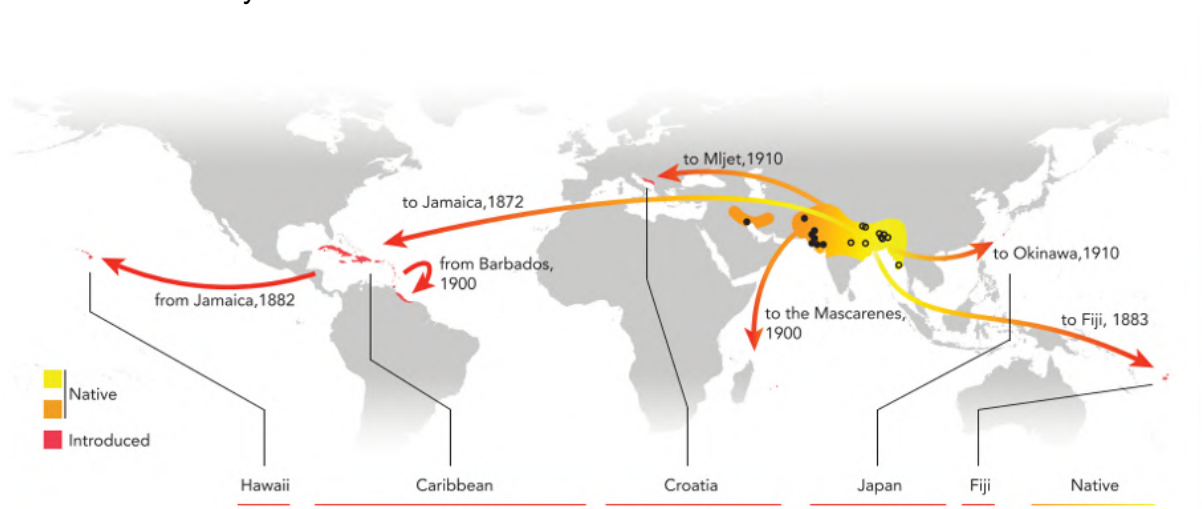 to Mljet,1910
to Jamaica,1872
to Okinawa,1910
from Barbados,
1900
from Jamaica,1882
to the Mascarenes,
1900
to Fiji, 1883
Native
Introduced
Hawaii
Caribbean
Croatia
Japan
Fiji
Native